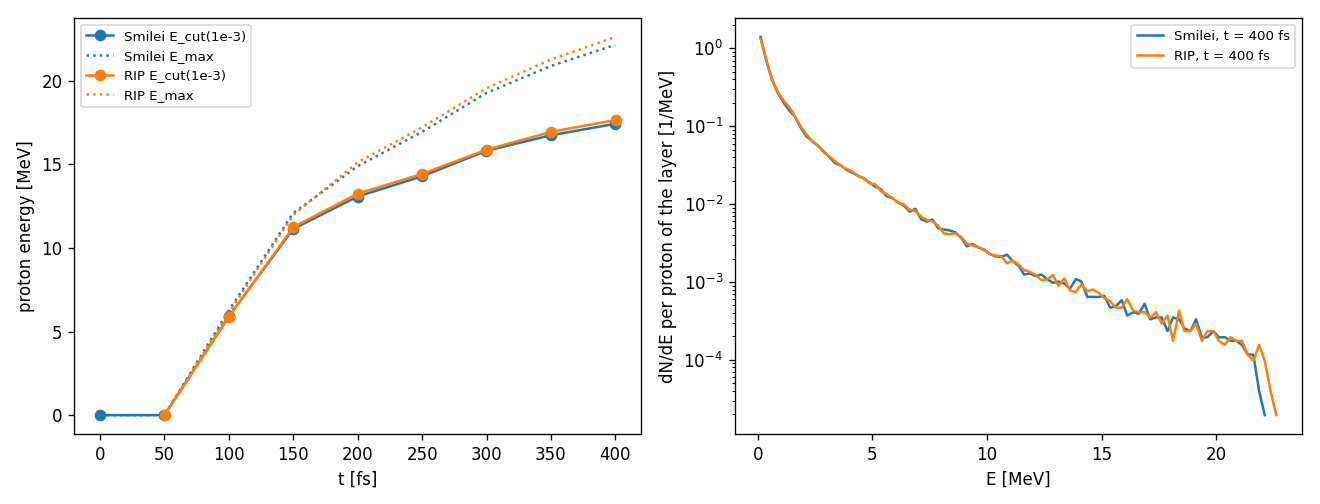 Smilei E_cut(1e-3)
Smilei E_max
RIP E_cut(1e-3)
RIP E_max
proton energy [MeV]
20
15
10
5
0
0 50 100 150 200 250 300 350 400
t [fs]
Smilei, t = 400 fs
RIP, t = 400 fs
dN/dE per proton of the layer [1/MeV]
10⁰
10⁻¹
10⁻²
10⁻³
10⁻⁴
0 5 10 15 20
E [MeV]